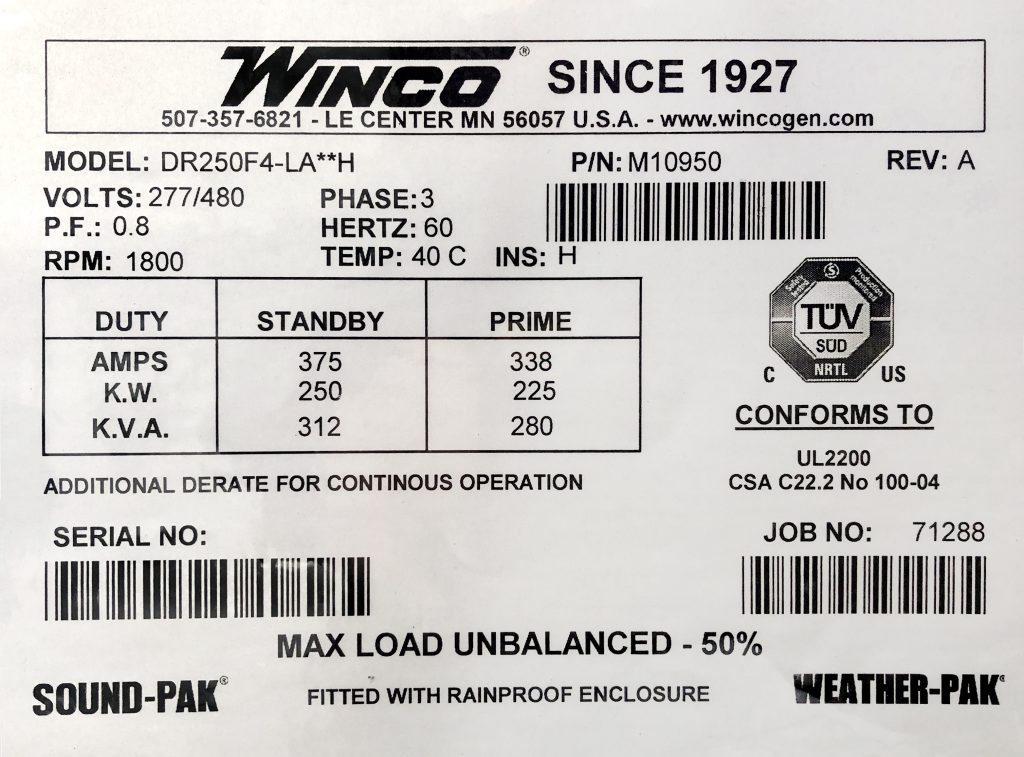 WINCO® SINCE 1927
507-357-6821 - LE CENTER MN 56057 U.S.A. - www.wincogen.com
MODEL: DR250F4-LA**H P/N: M10950 REV: A
VOLTS: 277/480 PHASE: 3
P.F.: 0.8 HERTZ: 60
RPM: 1800 TEMP: 40 C INS: H
DUTY STANDBY PRIME
AMPS 375 338
K.W. 250 225
K.V.A. 312 280
Safety tested S Production monitored
TÜV
SÜD
C NRTL US
CONFORMS TO
UL2200
CSA C22.2 No 100-04
ADDITIONAL DERATE FOR CONTINOUS OPERATION
SERIAL NO: JOB NO: 71288
MAX LOAD UNBALANCED - 50%
SOUND-PAK® FITTED WITH RAINPROOF ENCLOSURE WEATHER-PAK®